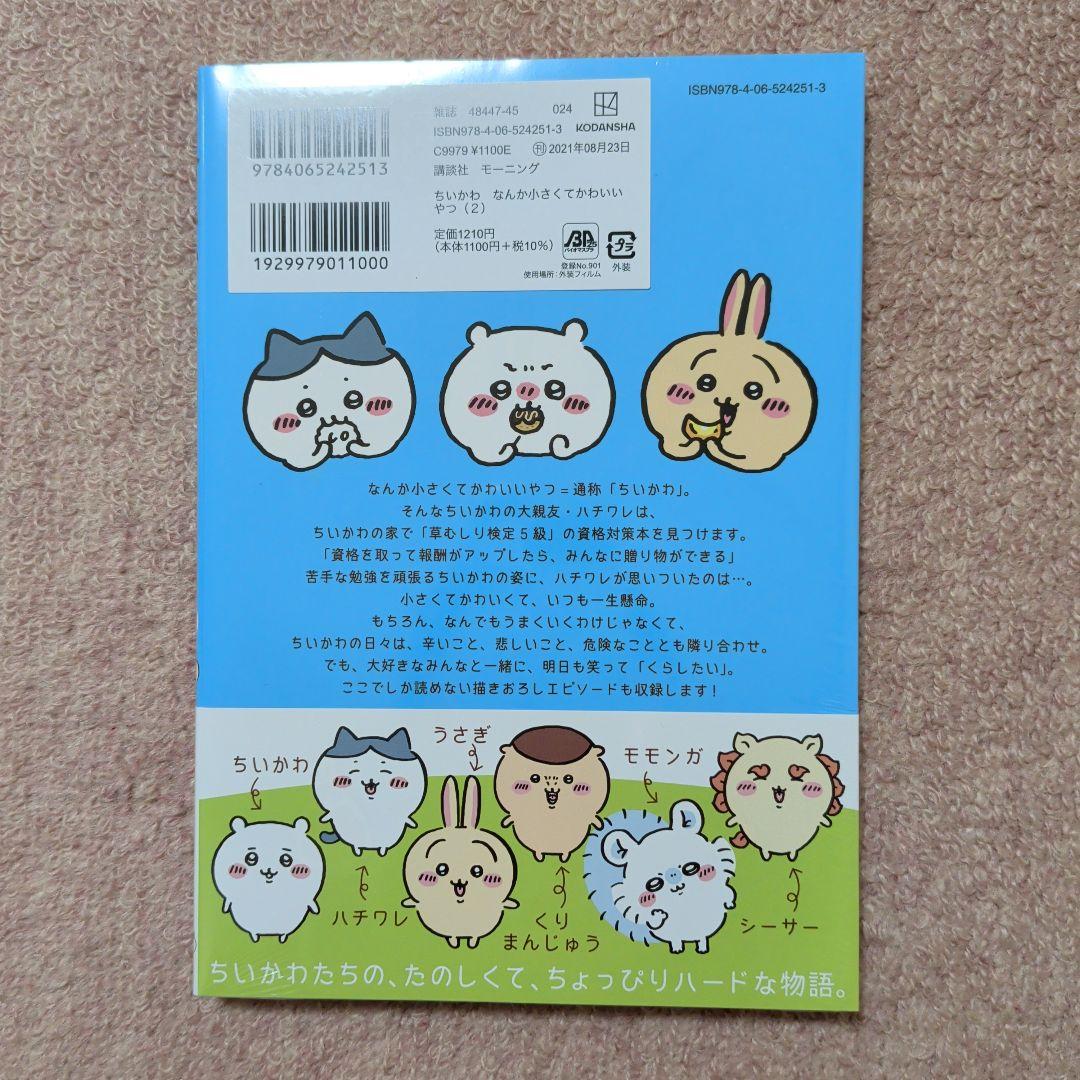 ISBN978-4-06-524251-3
9784065242513
1929979011000
雑誌 48447-45 024
ISBN978-4-06-524251-3
KODANSHA
C9979 ¥1100E 刊 2021年08月23日
講談社 モーニング
ちいかわ なんか小さくてかわいい
やつ（2）
定価1210円
（本体1100円＋税10％）
バイオマスプラ
登録No.901
使用場所：外装フィルム
プラ
外装
なんか小さくてかわいいやつ＝通称「ちいかわ」。
そんなちいかわの大親友・ハチワレは、
ちいかわの家で「草むしり検定5級」の資格対策本を見つけます。
「資格を取って報酬がアップしたら、みんなに贈り物ができる」
苦手な勉強を頑張るちいかわの姿に、ハチワレが思いついたのは…。
小さくてかわいくて、いつも一生懸命。
もちろん、なんでもうまくいくわけじゃなくて、
ちいかわの日々は、辛いこと、悲しいこと、危険なこととも隣り合わせ。
でも、大好きなみんなと一緒に、明日も笑って「くらしたい」。
ここでしか読めない描きおろしエピソードも収録します！
ちいかわ
うさぎ
モモンガ
ハチワレ
くり
まんじゅう
シーサー
ちいかわたちの、たのしくて、ちょっぴりハードな物語。